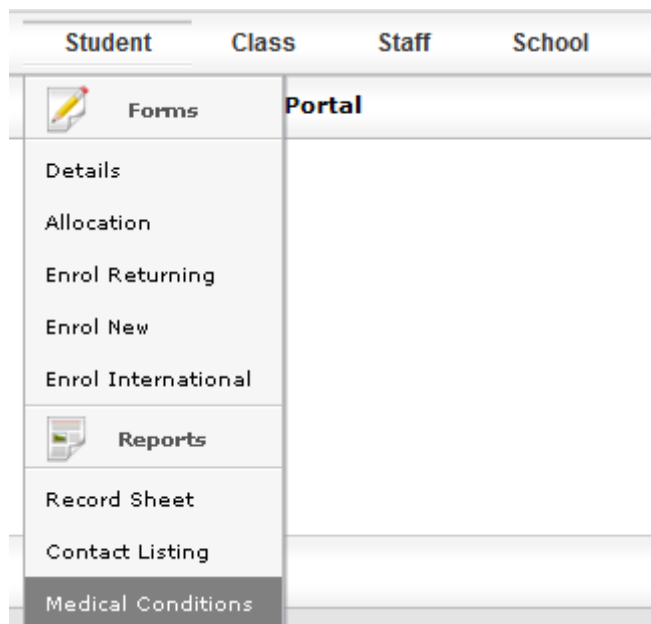 Student Class Staff School
Forms
Portal
Details
Allocation
Enrol Returning
Enrol New
Enrol International
Reports
Record Sheet
Contact Listing
Medical Conditions